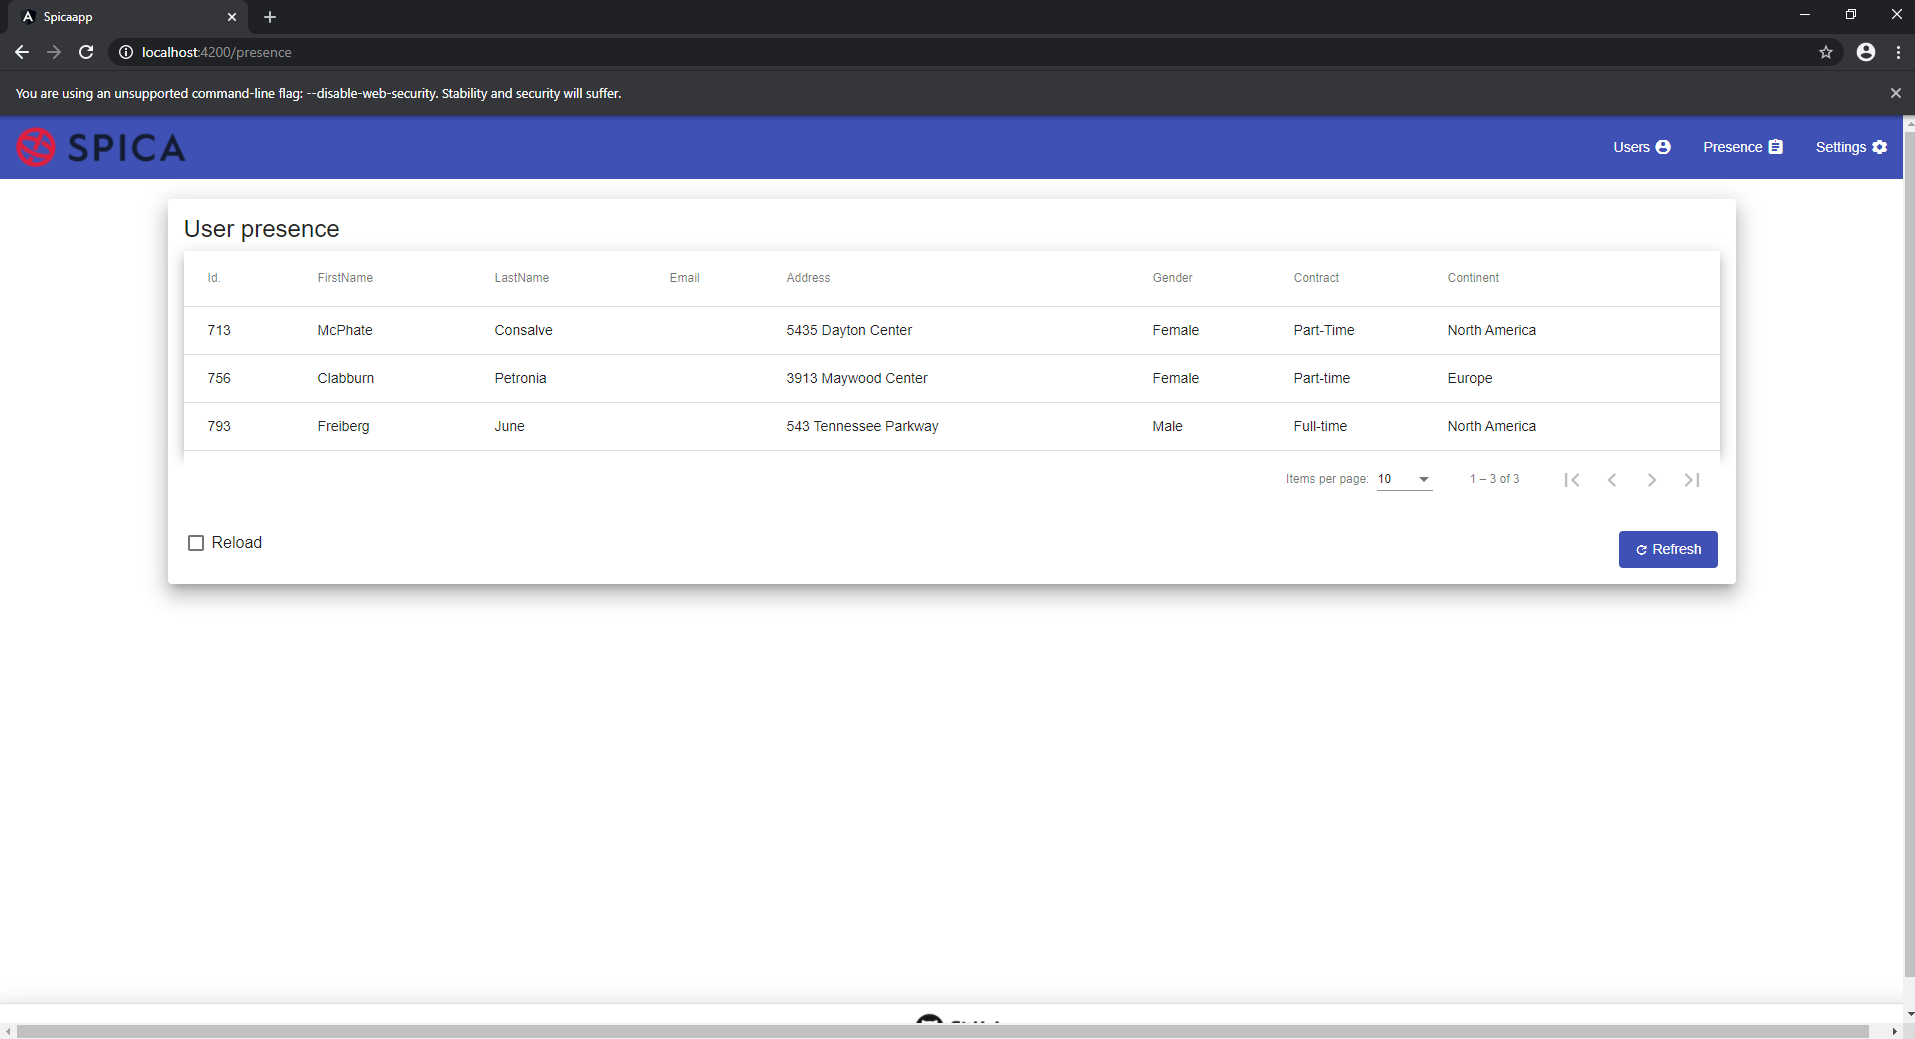 Spicaapp
localhost:4200/presence
You are using an unsupported command-line flag: --disable-web-security. Stability and security will suffer.
SPICA
Users Presence Settings
User presence
Id. FirstName LastName Email Address Gender Contract Continent
713 McPhate Consalve 5435 Dayton Center Female Part-Time North America
756 Clabburn Petronia 3913 Maywood Center Female Part-time Europe
793 Freiberg June 543 Tennessee Parkway Male Full-time North America
Items per page: 10 1 – 3 of 3
Reload
Refresh